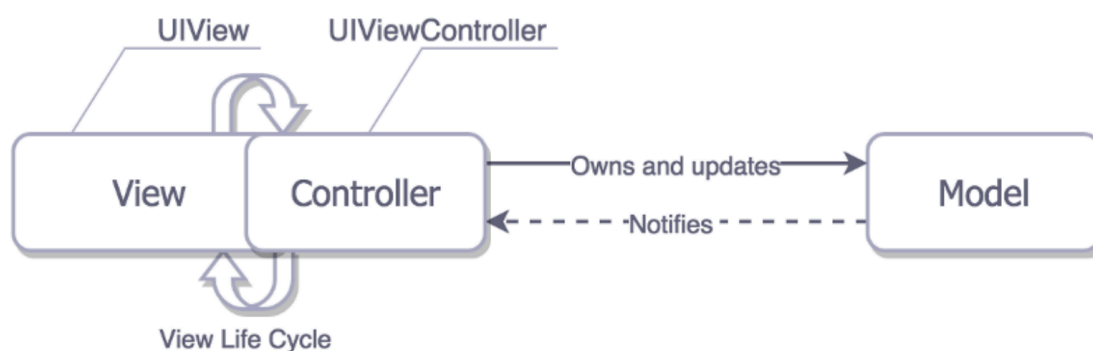 UIView
UIViewController
View
Controller
Owns and updates
Notifies
Model
View Life Cycle